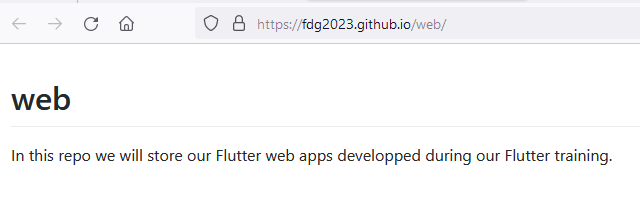 https://fdg2023.github.io/web/
web
In this repo we will store our Flutter web apps developped during our Flutter training.